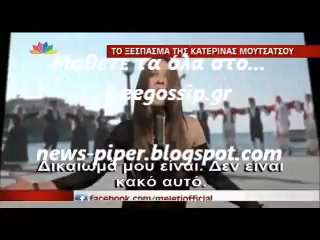 ΤΟ ΞΕΣΠΑΣΜΑ ΤΗΣ ΚΑΤΕΡΙΝΑΣ ΜΟΥΤΣΑΤΣΟΥ
Μάθετε τα όλα στο...
freegossip.gr
news-piper.blogspot.com
Δικαίωμά μου είναι. Δεν είναι
κακό αυτό.
facebook.com/meletiofficial